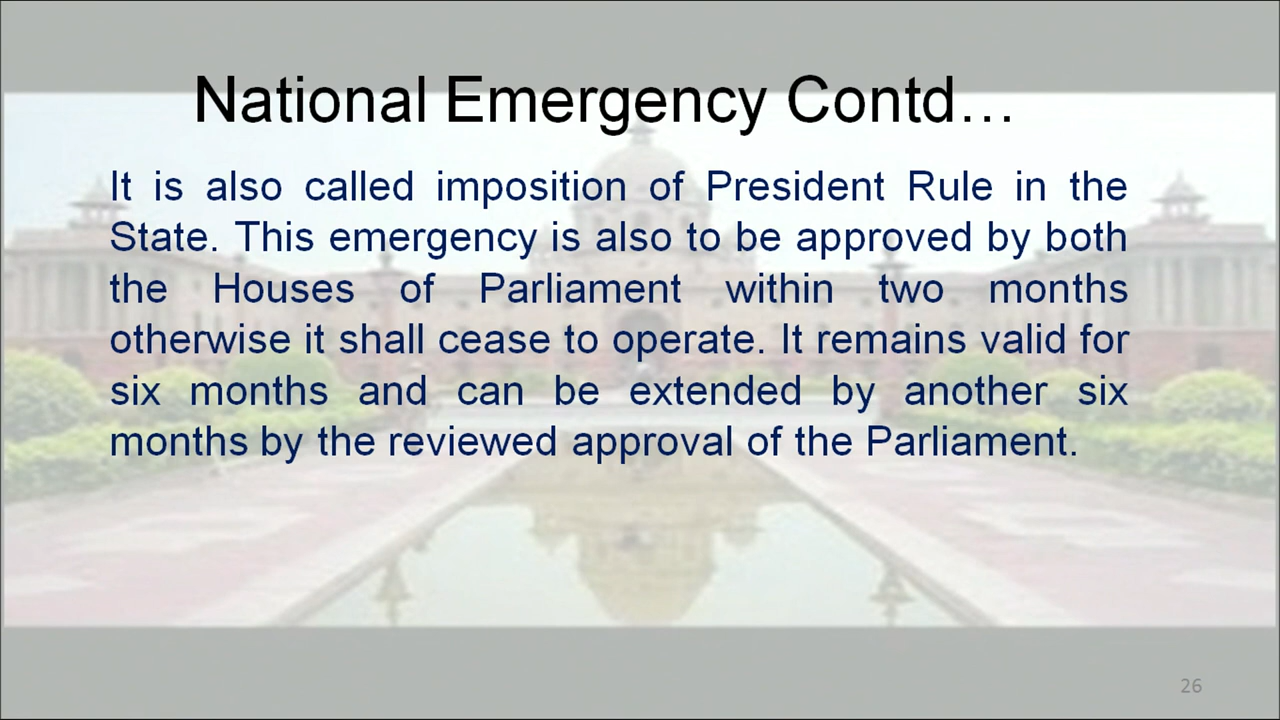 National Emergency Contd...
It is also called imposition of President Rule in the
State. This emergency is also to be approved by both
the Houses of Parliament within two months
otherwise it shall cease to operate. It remains valid for
six months and can be extended by another six
months by the reviewed approval of the Parliament.
26